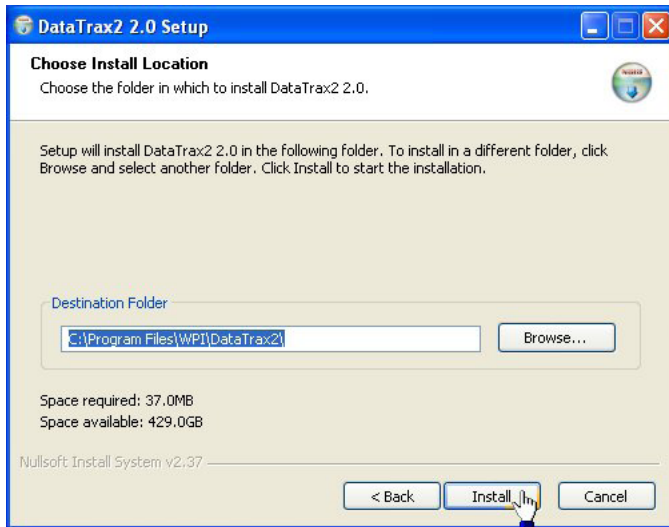 DataTrax2 2.0 Setup
Choose Install Location
Choose the folder in which to install DataTrax2 2.0.
Setup will install DataTrax2 2.0 in the following folder. To install in a different folder, click
Browse and select another folder. Click Install to start the installation.
Destination Folder
C:\Program Files\WPI\DataTrax2\
Browse...
Space required: 37.0MB
Space available: 429.0GB
Nullsoft Install System v2.37
< Back
Install
Cancel